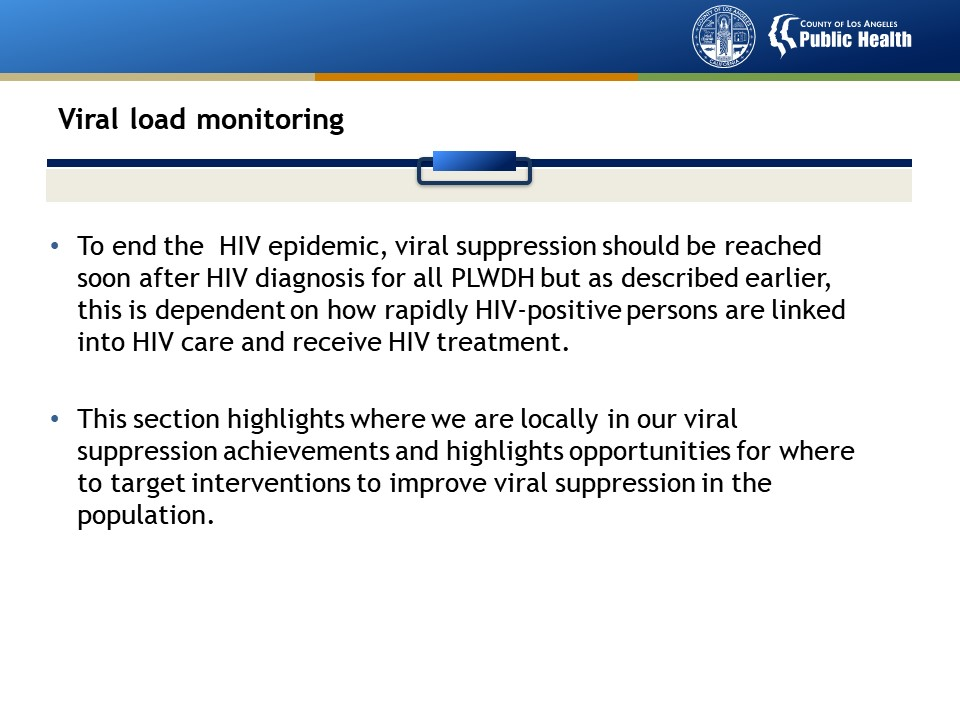 County of Los Angeles
Public Health
Viral load monitoring
• To end the  HIV epidemic, viral suppression should be reached
soon after HIV diagnosis for all PLWDH but as described earlier,
this is dependent on how rapidly HIV-positive persons are linked
into HIV care and receive HIV treatment.
• This section highlights where we are locally in our viral
suppression achievements and highlights opportunities for where
to target interventions to improve viral suppression in the
population.